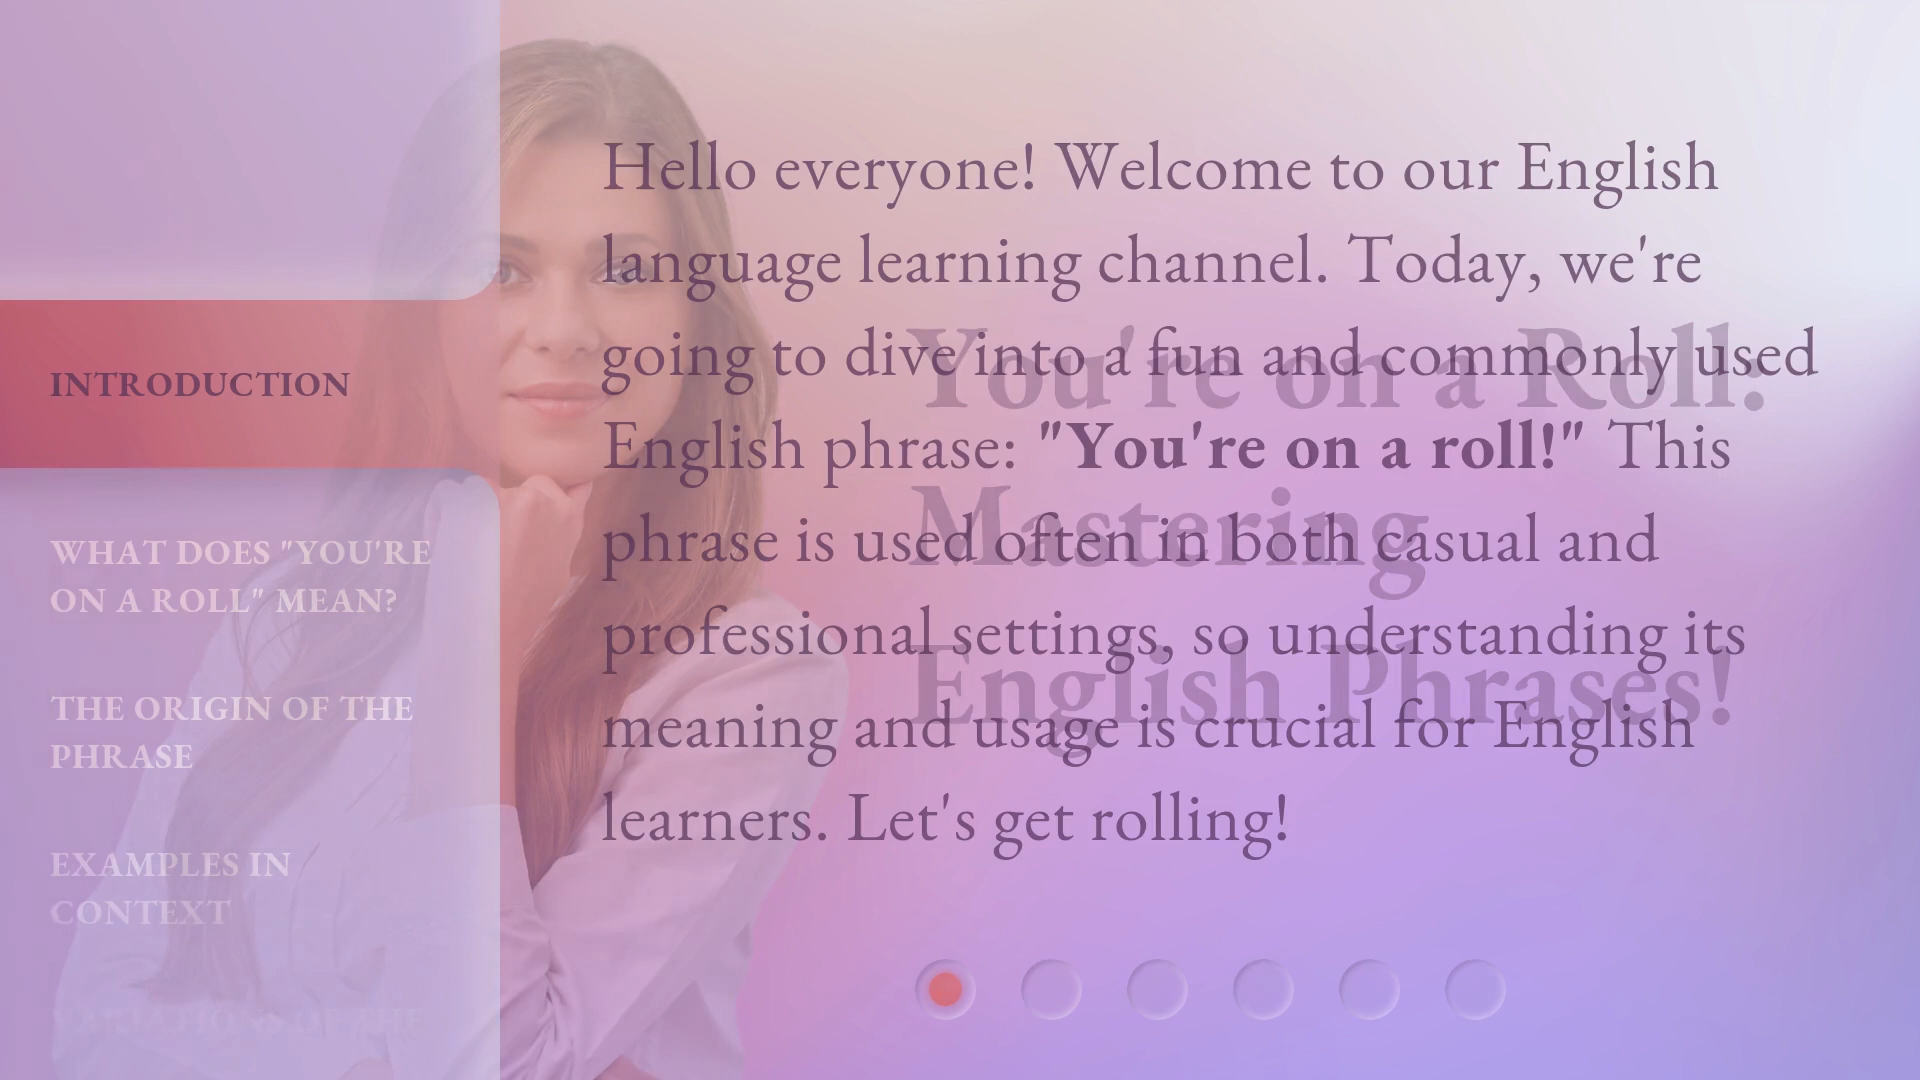 INTRODUCTION
WHAT DOES "YOU'RE
ON A ROLL" MEAN?
THE ORIGIN OF THE
PHRASE
EXAMPLES IN
CONTEXT
VARIATIONS OF THE
Hello everyone! Welcome to our English
language learning channel. Today, we're
going to dive into a fun and commonly used
English phrase: "You're on a roll!" This
phrase is used often in both casual and
professional settings, so understanding its
meaning and usage is crucial for English
learners. Let's get rolling!
You're on a Roll:
Mastering
English Phrases!